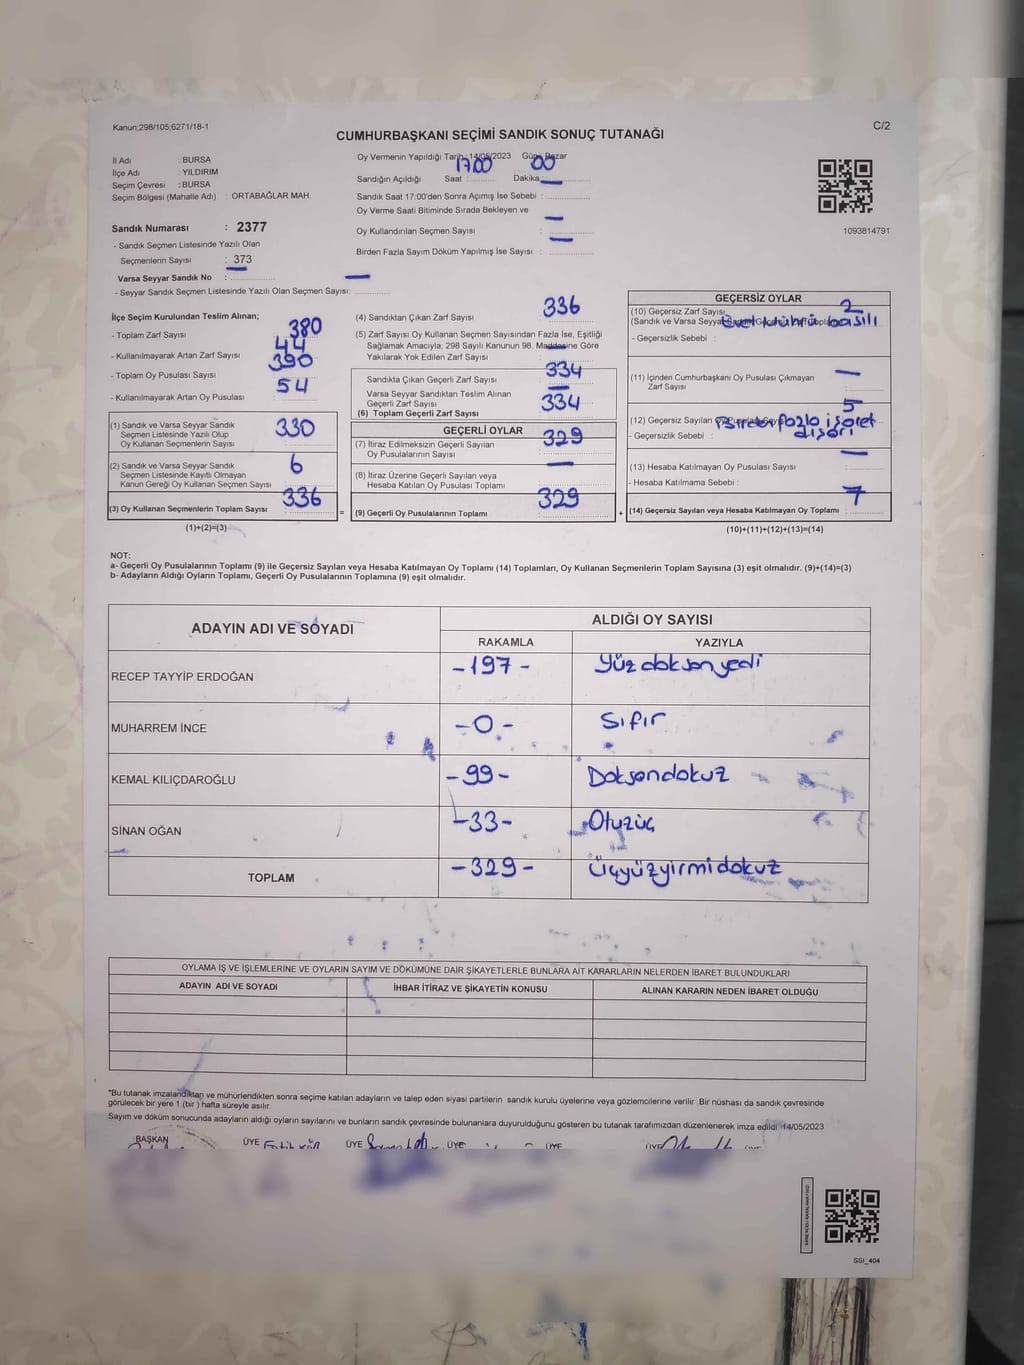 Kanun;298/105;6271/18-1
C/2
CUMHURBAŞKANI SEÇİMİ SANDIK SONUÇ TUTANAĞI
İl Adı : BURSA
İlçe Adı : YILDIRIM
Seçim Çevresi : BURSA
Seçim Bölgesi (Mahalle Adı) : ORTABAĞLAR MAH.
Sandık Numarası : 2377
- Sandık Seçmen Listesinde Yazılı Olan
Seçmenlerin Sayısı : 373
Varsa Seyyar Sandık No : —
- Seyyar Sandık Seçmen Listesinde Yazılı Olan Seçmen Sayısı: —
Oy Vermenin Yapıldığı Tarih: 14/05/2023 Günü: Pazar
Sandığın Açıldığı Saat : 17.00 Dakika : 00
Sandık Saat 17:00'den Sonra Açımış İse Sebebi : —
Oy Verme Saati Bitiminde Sırada Bekleyen ve
Oy Kullandırılan Seçmen Sayısı : —
Birden Fazla Sayım Döküm Yapılmış İse Sayısı : —
1093814791
İlçe Seçim Kurulundan Teslim Alınan;
- Toplam Zarf Sayısı 380
- Kullanılmayarak Artan Zarf Sayısı 44
- Toplam Oy Pusulası Sayısı 390
- Kullanılmayarak Artan Oy Pusulası 54
(1) Sandık ve Varsa Seyyar Sandık
Seçmen Listesinde Yazılı Olup
Oy Kullanan Seçmenlerin Sayısı 330
(2) Sandık ve Varsa Seyyar Sandık
Seçmen Listesinde Kayıtlı Olmayan
Kanun Gereği Oy Kullanan Seçmen Sayısı 6
(3) Oy Kullanan Seçmenlerin Toplam Sayısı 336
=
(1)+(2)=(3)
(4) Sandıktan Çıkan Zarf Sayısı 336
(5) Zarf Sayısı Oy Kullanan Seçmen Sayısından Fazla İse, Eşitliği
Sağlamak Amacıyla; 298 Sayılı Kanunun 98. Maddesine Göre
Yakılarak Yok Edilen Zarf Sayısı —
Sandıkta Çıkan Geçerli Zarf Sayısı 334
Varsa Seyyar Sandıktan Teslim Alınan
Geçerli Zarf Sayısı —
(6) Toplam Geçerli Zarf Sayısı 334
GEÇERLİ OYLAR
(7) İtiraz Edilmeksizin Geçerli Sayılan
Oy Pusulasının Sayısı 329
(8) İtiraz Üzerine Geçerli Sayılan veya
Hesaba Katılan Oy Pusulası Toplamı —
(9) Geçerli Oy Pusulalarının Toplamı 329
+
GEÇERSİZ OYLAR
(10) Geçersiz Zarf Sayısı 2
(Sandık ve Varsa Seyyar
- Geçersizlik Sebebi : Evet mührü basılı
(11) İçinden Cumhurbaşkanı Oy Pusulası Çıkmayan
Zarf Sayısı —
(12) Geçersiz Sayılan Oy Pusulası Sayısı 5
- Geçersizlik Sebebi : Birden fazla işaret
dışarı
(13) Hesaba Katılmayan Oy Pusulası Sayısı —
- Hesaba Katılmama Sebebi :
(14) Geçersiz Sayılan veya Hesaba Katılmayan Oy Toplamı 7
(10)+(11)+(12)+(13)=(14)
NOT:
a- Geçerli Oy Pusulalarının Toplamı (9) ile Geçersiz Sayılan veya Hesaba Katılmayan Oy Toplamı (14) Toplamları, Oy Kullanan Seçmenlerin Toplam Sayısına (3) eşit olmalıdır. (9)+(14)=(3)
b- Adayların Aldığı Oyların Toplamı, Geçerli Oy Pusulalarının Toplamına (9) eşit olmalıdır.
ADAYIN ADI VE SOYADI
ALDIĞI OY SAYISI
RAKAMLA YAZIYLA
RECEP TAYYİP ERDOĞAN -197- Yüz doksan yedi
MUHARREM İNCE -0- Sıfır
KEMAL KILIÇDAROĞLU -99- Doksandokuz
SİNAN OĞAN -33- Otuzüç
TOPLAM -329- Üçyüzyirmidokuz
OYLAMA İŞ VE İŞLEMLERİNE VE OYLARIN SAYIM VE DÖKÜMÜNE DAİR ŞİKAYETLERLE BUNLARA AİT KARARLARIN NELERDEN İBARET BULUNDUKLARI
ADAYIN ADI VE SOYADI İHBAR İTİRAZ VE ŞİKAYETİN KONUSU ALINAN KARARIN NEDEN İBARET OLDUĞU
*Bu tutanak imzalandıktan ve mühürlendikten sonra seçime katılan adayların ve talep eden siyasi partilerin sandık kurulu üyelerine veya gözlemcilerine verilir .Bir nüshası da sandık çevresinde
görülecek bir yere 1 (bir ) hafta süreyle asılır.
Sayım ve döküm sonucunda adayların aldığı oyların sayılarını ve bunların sandık çevresinde bulunanlara duyurulduğunu gösteren bu tutanak tarafımızdan düzenlenerek imza edildi. 14/05/2023
BAŞKAN ÜYE ÜYE ÜYE ÜYE ÜYE ÜYE
SSI_404